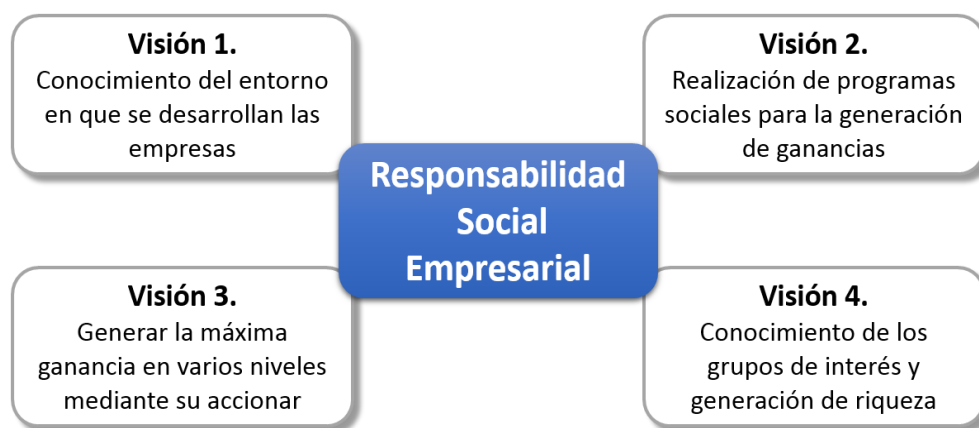 Visión 1.
Conocimiento del entorno
en que se desarrollan las
empresas
Visión 2.
Realización de programas
sociales para la generación
de ganancias
Responsabilidad
Social
Empresarial
Visión 3.
Generar la máxima
ganancia en varios niveles
mediante su accionar
Visión 4.
Conocimiento de los
grupos de interés y
generación de riqueza